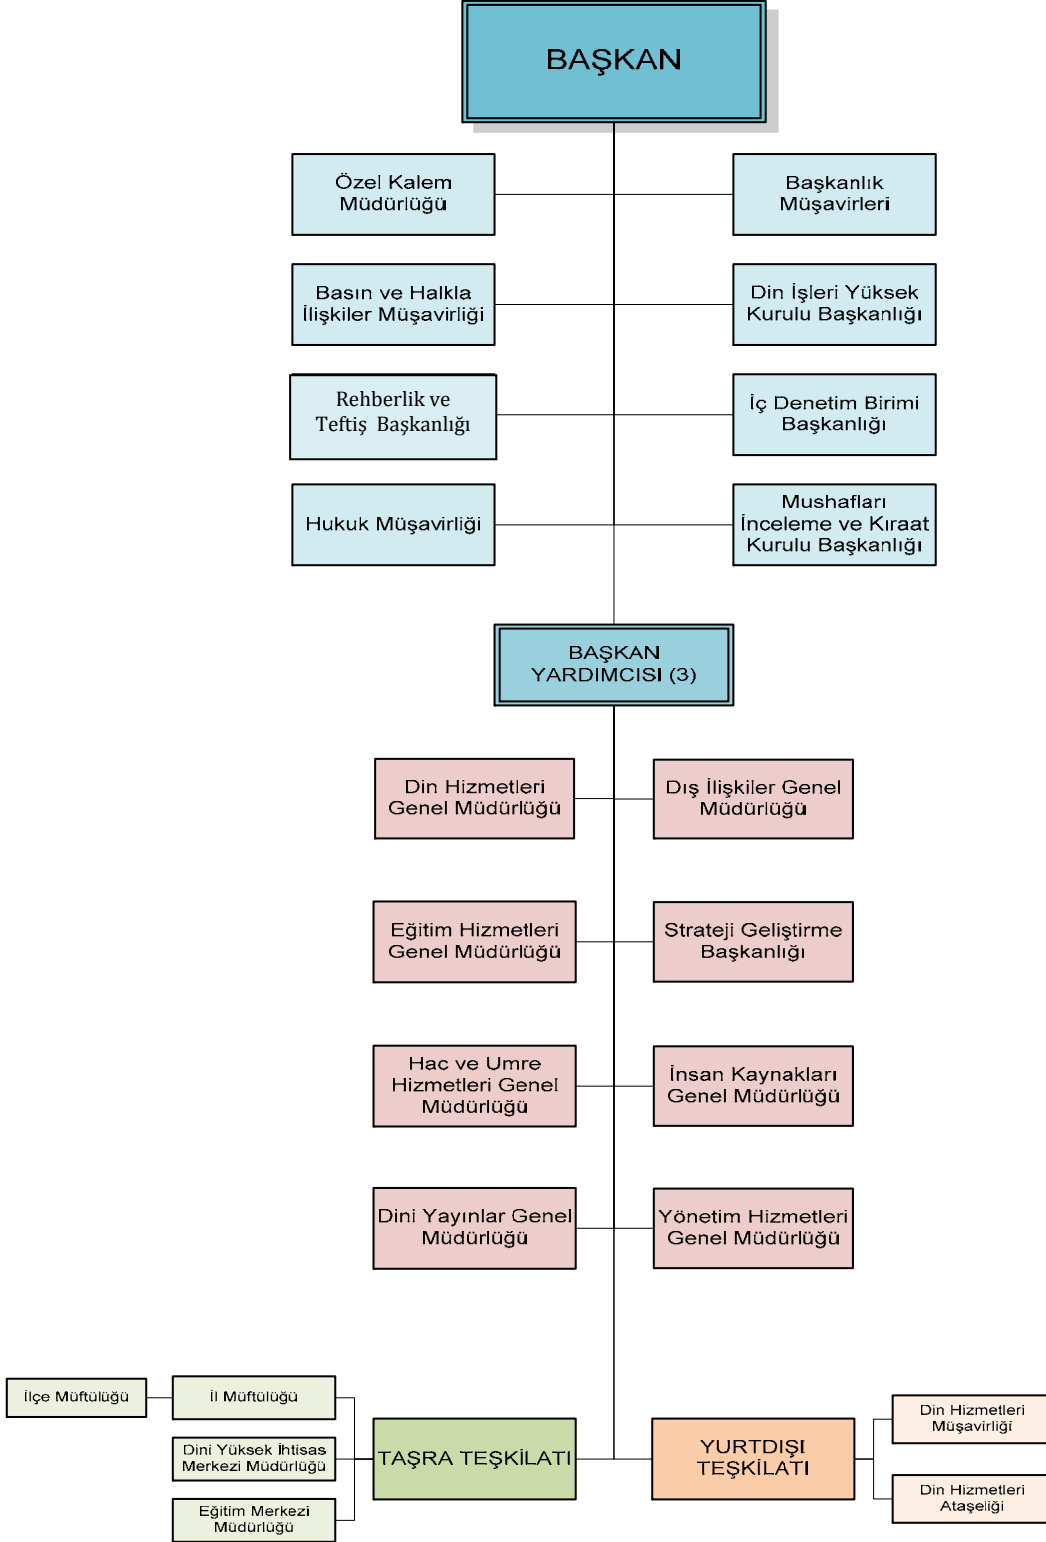 BAŞKAN
Özel Kalem
Müdürlüğü
Başkanlık
Müşavirleri
Basın ve Halkla
İlişkiler Müşavirliği
Din İşleri Yüksek
Kurulu Başkanlığı
Rehberlik ve
Teftiş Başkanlığı
İç Denetim Birimi
Başkanlığı
Hukuk Müşavirliği
Mushafları
İnceleme ve Kıraat
Kurulu Başkanlığı
BAŞKAN
YARDIMCISI (3)
Din Hizmetleri
Genel Müdürlüğü
Dış İlişkiler Genel
Müdürlüğü
Eğitim Hizmetleri
Genel Müdürlüğü
Strateji Geliştirme
Başkanlığı
Hac ve Umre
Hizmetleri Genel
Müdürlüğü
İnsan Kaynakları
Genel Müdürlüğü
Dini Yayınlar Genel
Müdürlüğü
Yönetim Hizmetleri
Genel Müdürlüğü
İlçe Müftülüğü
İl Müftülüğü
Dini Yüksek İhtisas
Merkezi Müdürlüğü
Eğitim Merkezi
Müdürlüğü
TAŞRA TEŞKİLATI
YURTDIŞI
TEŞKİLATI
Din Hizmetleri
Müşavirliği
Din Hizmetleri
Ataşeliği